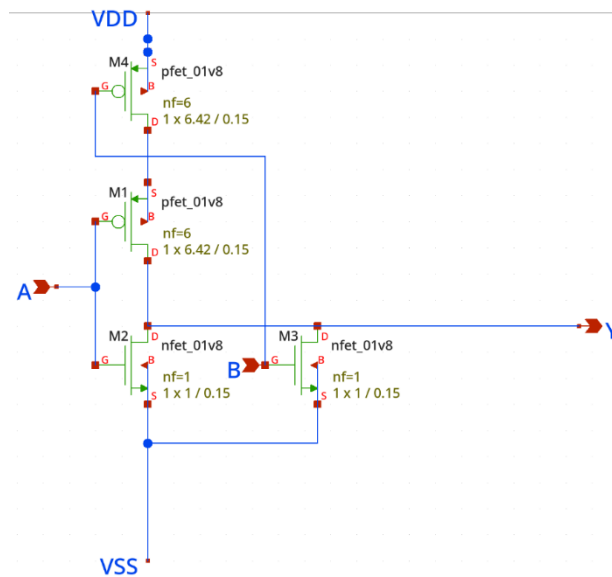 VDD
M4
S
pfet_01v8
G
B
nf=6
1 x 6.42 / 0.15
D
M1
S
pfet_01v8
G
B
nf=6
1 x 6.42 / 0.15
D
A
Y
M2
D
nfet_01v8
M3
D
nfet_01v8
G
B
B
G
B
nf=1
1 x 1 / 0.15
S
nf=1
1 x 1 / 0.15
S
VSS